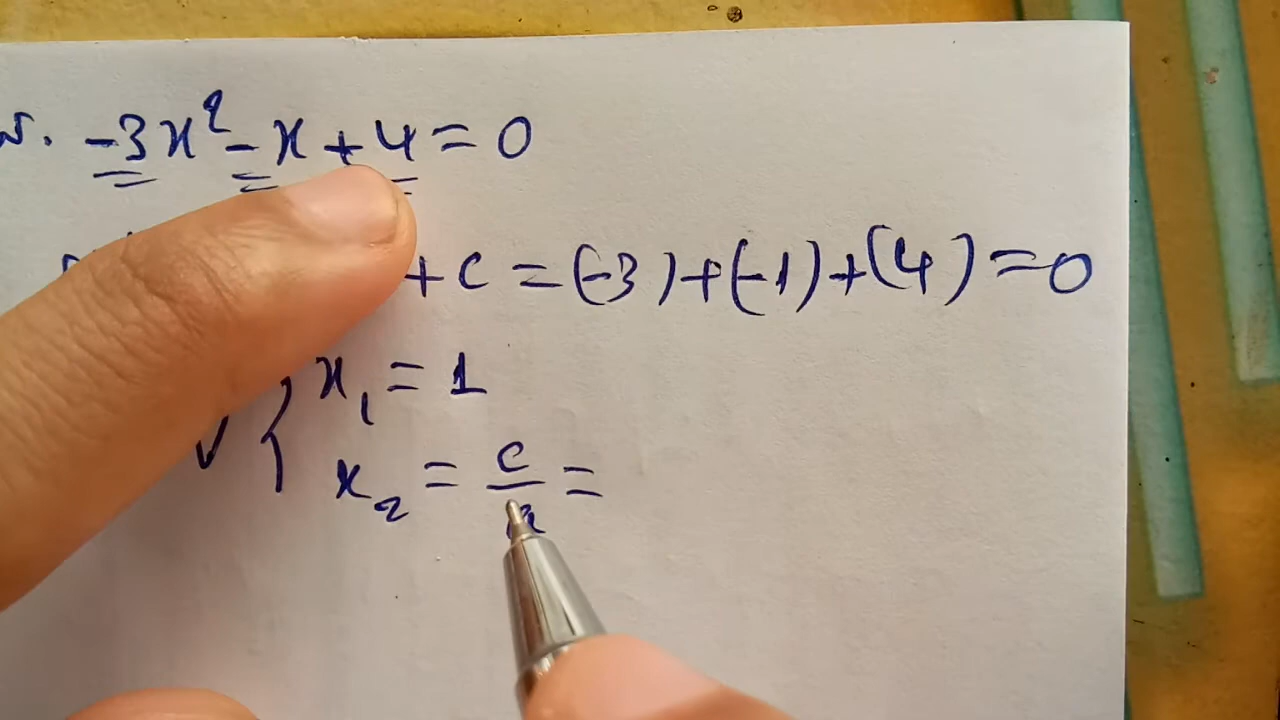 -3x² - x + 4 = 0
+ c = (-3) + (-1) + (4) = 0
x₁ = 1
x₂ = c/a =